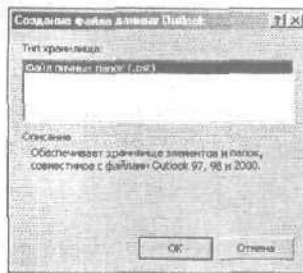 Создание файла данных Outlook
Тип хранилища:
Файл личных папок (.pst)
Описание
Обеспечивает хранилище элементов и папок,
совместимое с файлами Outlook 97, 98 и 2000.
OK
Отмена